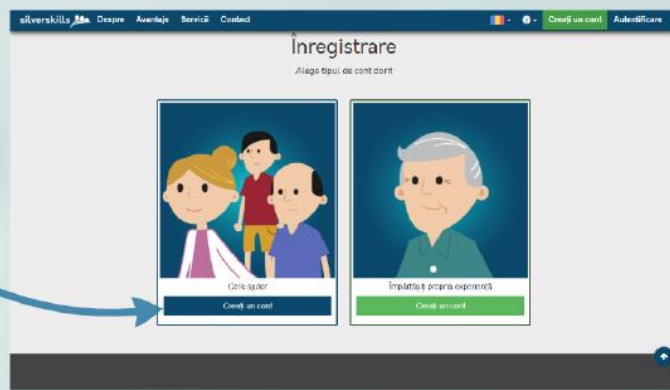 silverskills Despre Avantaje Servicii Contact Creați un cont Autentificare
Înregistrare
Alege tipul de cont dorit
Cere ajutor
Creați un cont
Împărtășiți propria experiență
Creați un cont